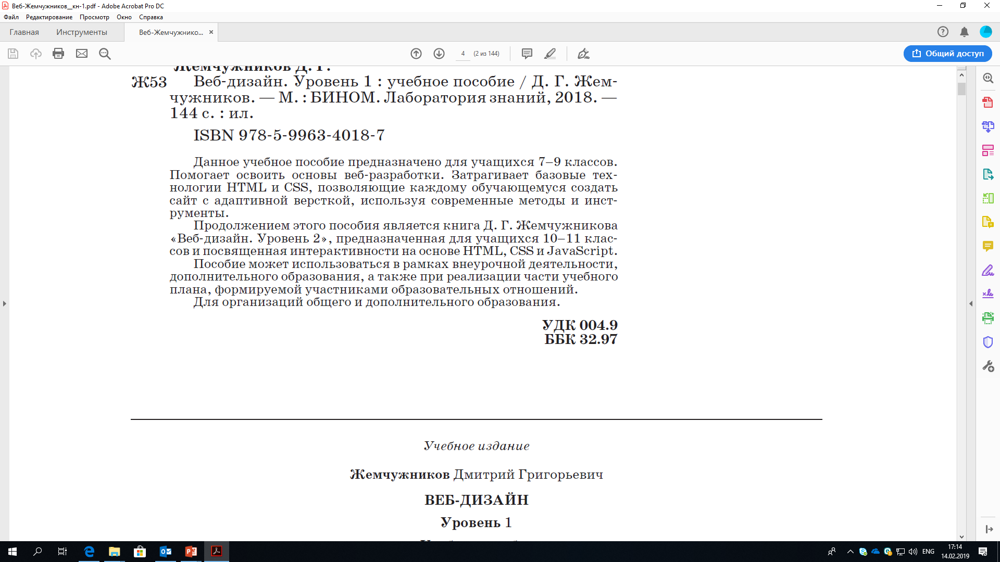 Веб-Жемчужников__кн-1.pdf - Adobe Acrobat Pro DC
Файл Редактирование Просмотр Окно Справка
Главная Инструменты Веб-Жемчужнико... ×
4 (2 из 144) Общий доступ
Жемчужников Д. Г.
Ж53 Веб-дизайн. Уровень 1 : учебное пособие / Д. Г. Жем-
чужников. — М. : БИНОМ. Лаборатория знаний, 2018. —
144 с. : ил.
ISBN 978-5-9963-4018-7
Данное учебное пособие предназначено для учащихся 7–9 классов.
Помогает освоить основы веб-разработки. Затрагивает базовые тех-
нологии HTML и CSS, позволяющие каждому обучающемуся создать
сайт с адаптивной версткой, используя современные методы и инст-
рументы.
Продолжением этого пособия является книга Д. Г. Жемчужникова
«Веб-дизайн. Уровень 2», предназначенная для учащихся 10–11 клас-
сов и посвященная интерактивности на основе HTML, CSS и JavaScript.
Пособие может использоваться в рамках внеурочной деятельности,
дополнительного образования, а также при реализации части учебного
плана, формируемой участниками образовательных отношений.
Для организаций общего и дополнительного образования.
УДК 004.9
ББК 32.97
Учебное издание
Жемчужников Дмитрий Григорьевич
ВЕБ-ДИЗАЙН
Уровень 1
ENG
17:14
14.02.2019